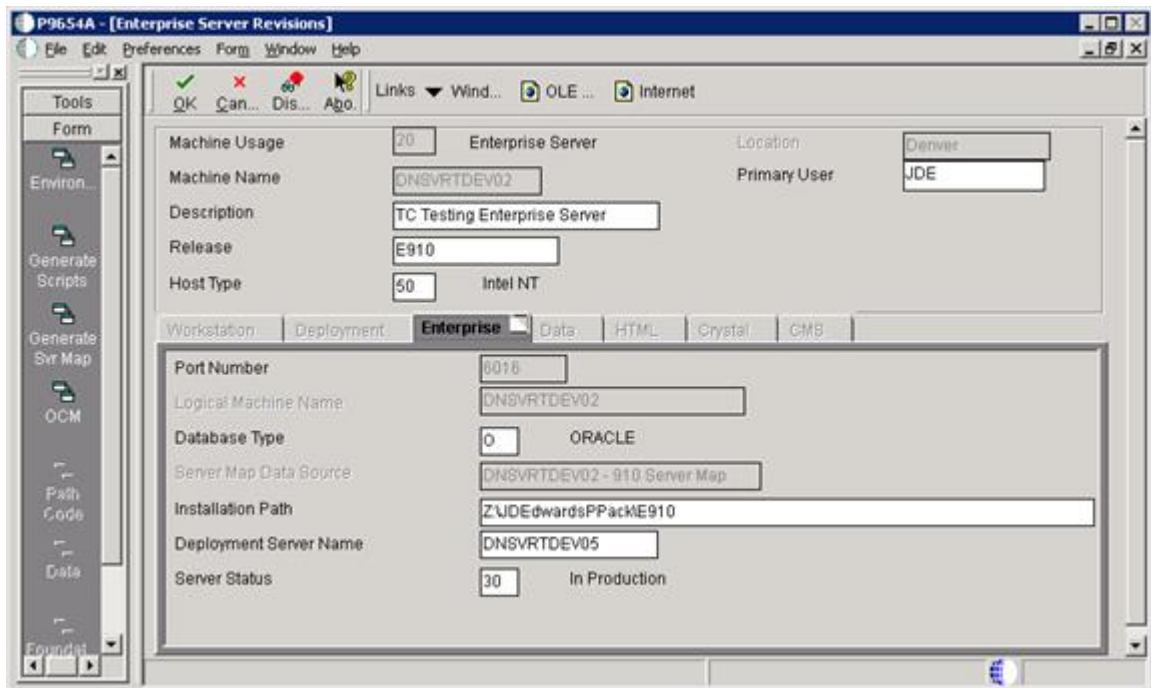 P9654A - [Enterprise Server Revisions]
File Edit Preferences Form Window Help
Tools
Form
Environ...
Generate
Scripts
Generate
Svr Map
OCM
Path
Code
Data
Foundat...
OK Can... Dis... Abo. Links Wind... OLE ... Internet
Machine Usage 20 Enterprise Server Location Denver
Machine Name DNSVRTDEV02 Primary User JDE
Description TC Testing Enterprise Server
Release E910
Host Type 50 Intel NT
Workstation Deployment Enterprise Data HTML Crystal CMS
Port Number 6016
Logical Machine Name DNSVRTDEV02
Database Type O ORACLE
Server Map Data Source DNSVRTDEV02 - 910 Server Map
Installation Path Z:\JDEdwardsPPack\E910
Deployment Server Name DNSVRTDEV05
Server Status 30 In Production